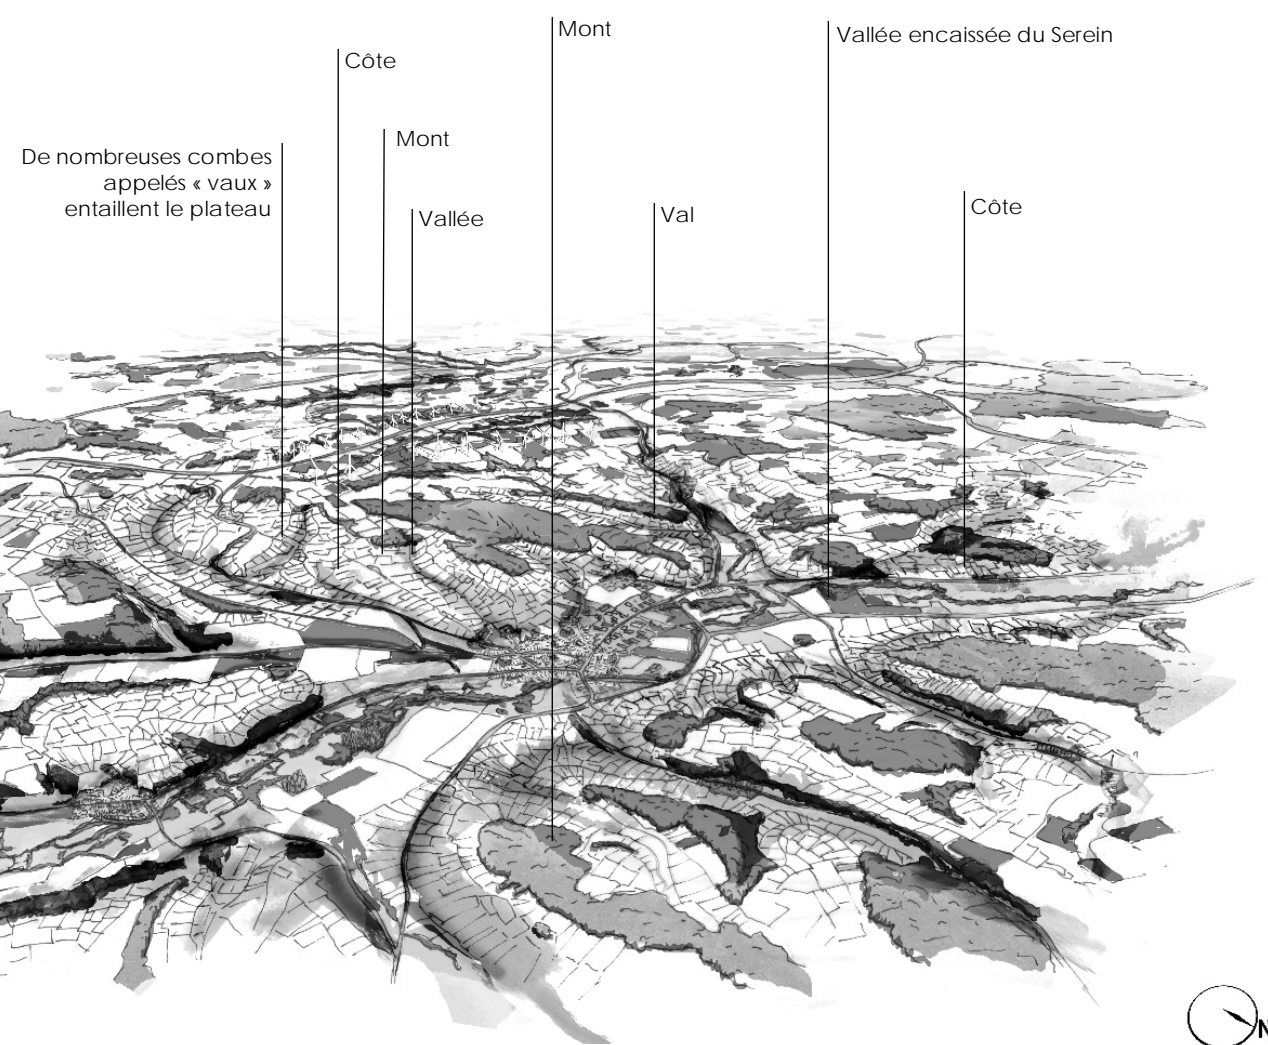 Mont
Vallée encaissée du Serein
Côte
Mont
De nombreuses combes
appelés « vaux »
entaillent le plateau
Vallée
Val
Côte
N